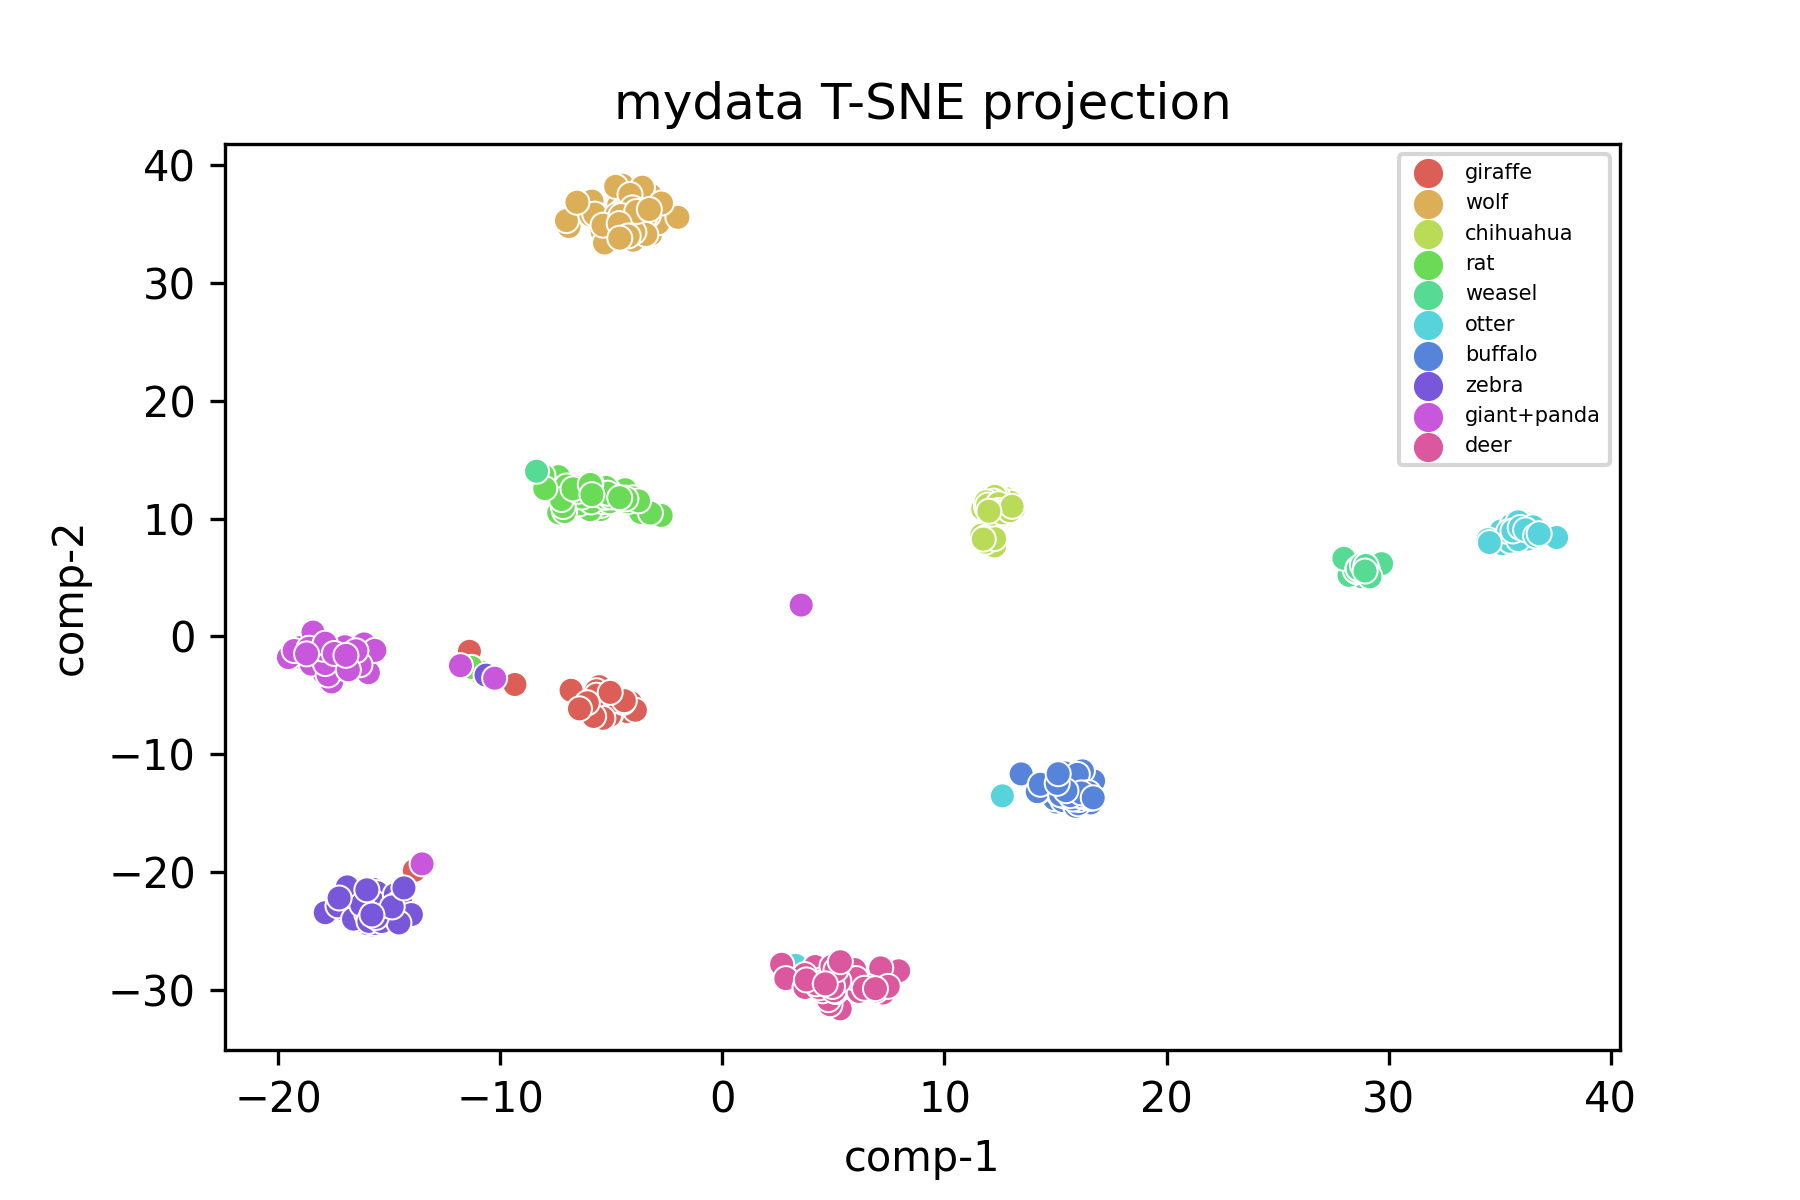 mydata T-SNE projection
giraffe
wolf
chihuahua
rat
weasel
otter
buffalo
zebra
giant+panda
deer
comp-2
40
30
20
10
0
−10
−20
−30
−20
−10
0
10
20
30
40
comp-1